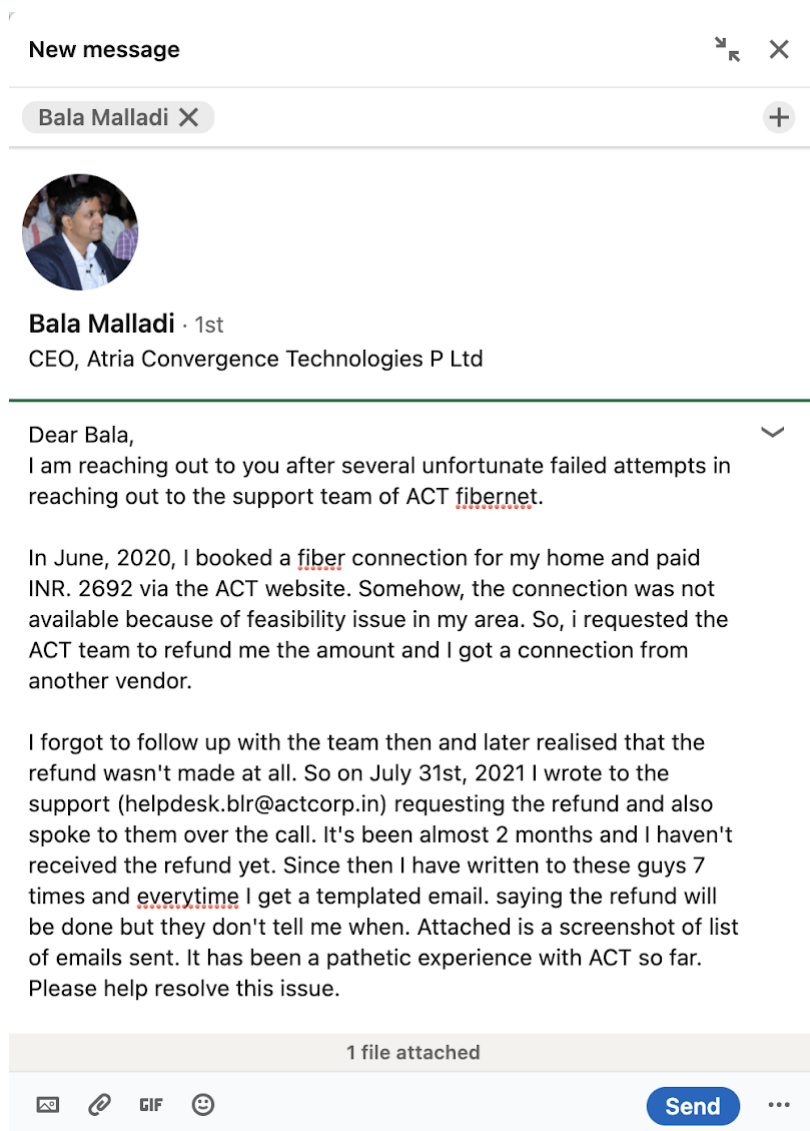 New message
Bala Malladi
Bala Malladi · 1st
CEO, Atria Convergence Technologies P Ltd
Dear Bala,
I am reaching out to you after several unfortunate failed attempts in
reaching out to the support team of ACT fibernet.
In June, 2020, I booked a fiber connection for my home and paid
INR. 2692 via the ACT website. Somehow, the connection was not
available because of feasibility issue in my area. So, i requested the
ACT team to refund me the amount and I got a connection from
another vendor.
I forgot to follow up with the team then and later realised that the
refund wasn't made at all. So on July 31st, 2021 I wrote to the
support (helpdesk.blr@actcorp.in) requesting the refund and also
spoke to them over the call. It's been almost 2 months and I haven't
received the refund yet. Since then I have written to these guys 7
times and everytime I get a templated email. saying the refund will
be done but they don't tell me when. Attached is a screenshot of list
of emails sent. It has been a pathetic experience with ACT so far.
Please help resolve this issue.
1 file attached
GIF
Send